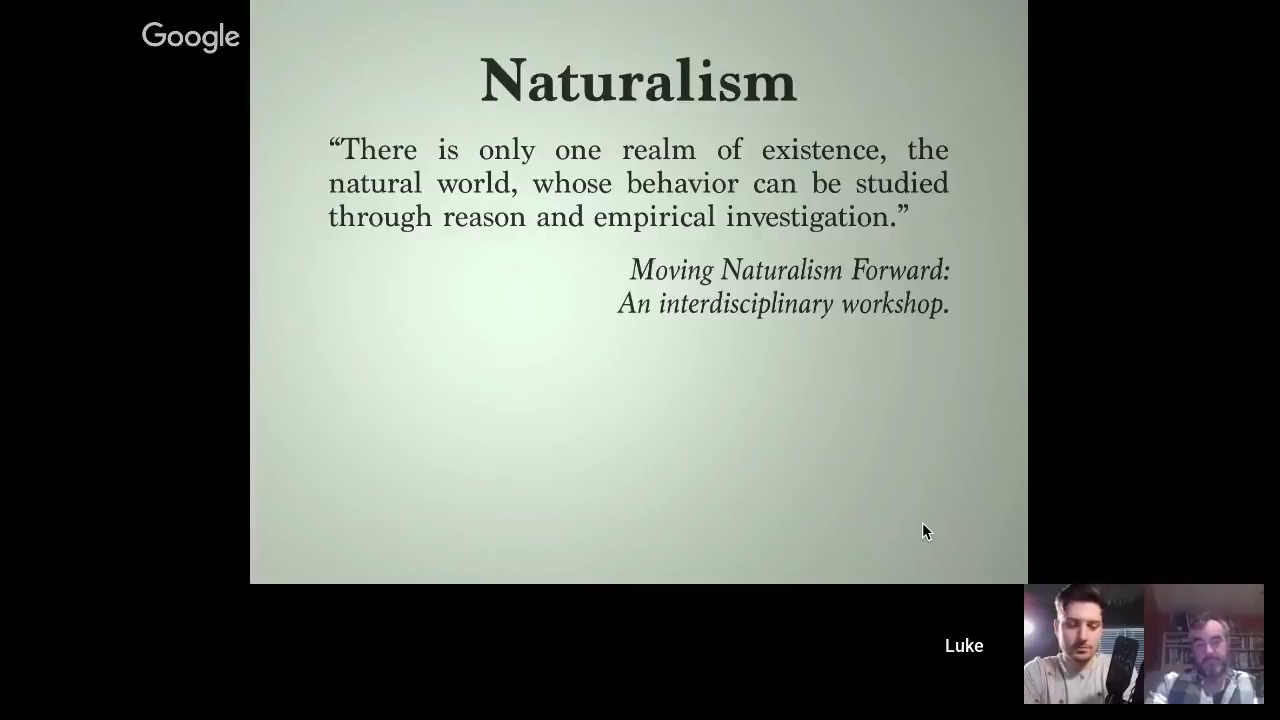 Google
Naturalism
“There is only one realm of existence, the
natural world, whose behavior can be studied
through reason and empirical investigation.”
Moving Naturalism Forward:
An interdisciplinary workshop.
Luke